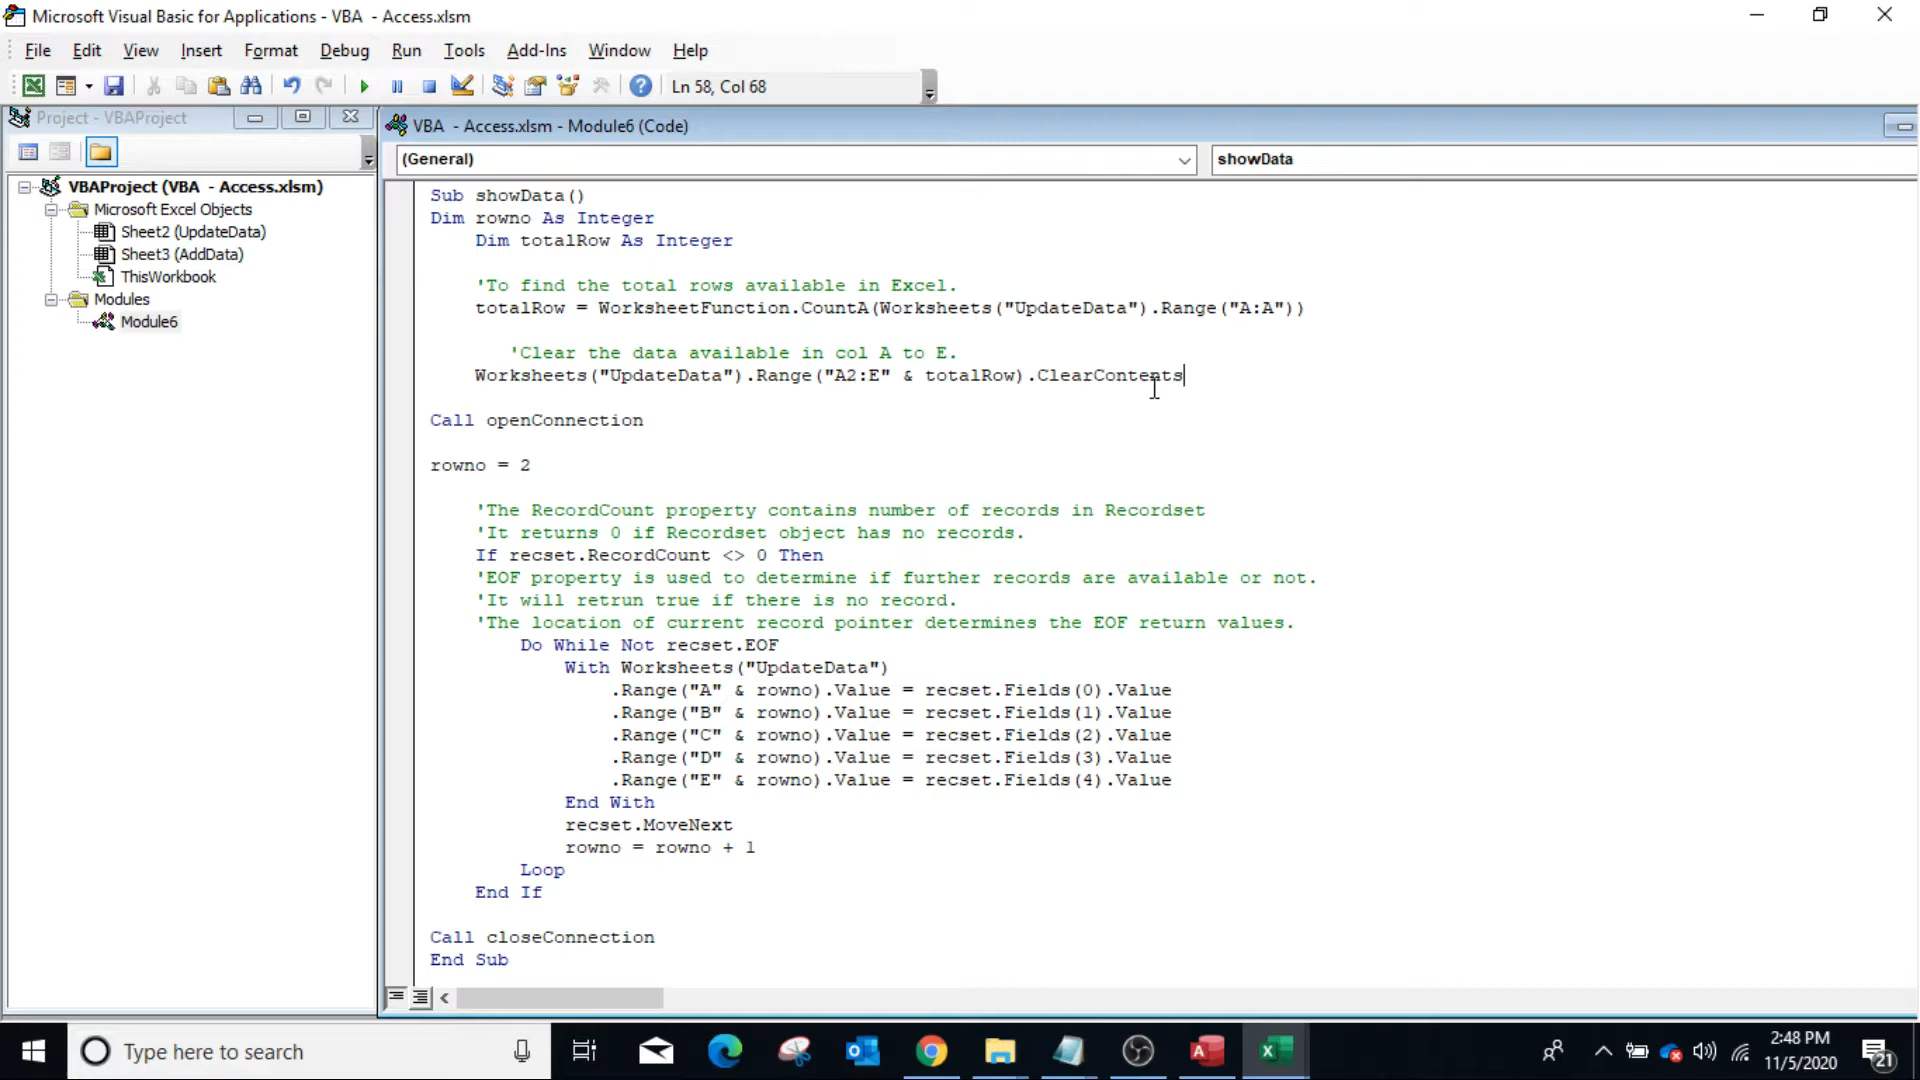 Microsoft Visual Basic for Applications - VBA  - Access.xlsm
File Edit View Insert Format Debug Run Tools Add-Ins Window Help
Ln 58, Col 68
Project - VBAProject
VBAProject (VBA  - Access.xlsm)
Microsoft Excel Objects
Sheet2 (UpdateData)
Sheet3 (AddData)
ThisWorkbook
Modules
Module6
VBA  - Access.xlsm - Module6 (Code)
(General) showData
Sub showData()
Dim rowno As Integer
Dim totalRow As Integer
'To find the total rows available in Excel.
totalRow = WorksheetFunction.CountA(Worksheets("UpdateData").Range("A:A"))
'Clear the data available in col A to E.
Worksheets("UpdateData").Range("A2:E" & totalRow).ClearContents
Call openConnection
rowno = 2
'The RecordCount property contains number of records in Recordset
'It returns 0 if Recordset object has no records.
If recset.RecordCount <> 0 Then
'EOF property is used to determine if further records are available or not.
'It will retrun true if there is no record.
'The location of current record pointer determines the EOF return values.
Do While Not recset.EOF
With Worksheets("UpdateData")
.Range("A" & rowno).Value = recset.Fields(0).Value
.Range("B" & rowno).Value = recset.Fields(1).Value
.Range("C" & rowno).Value = recset.Fields(2).Value
.Range("D" & rowno).Value = recset.Fields(3).Value
.Range("E" & rowno).Value = recset.Fields(4).Value
End With
recset.MoveNext
rowno = rowno + 1
Loop
End If
Call closeConnection
End Sub
Type here to search
2:48 PM
11/5/2020
21